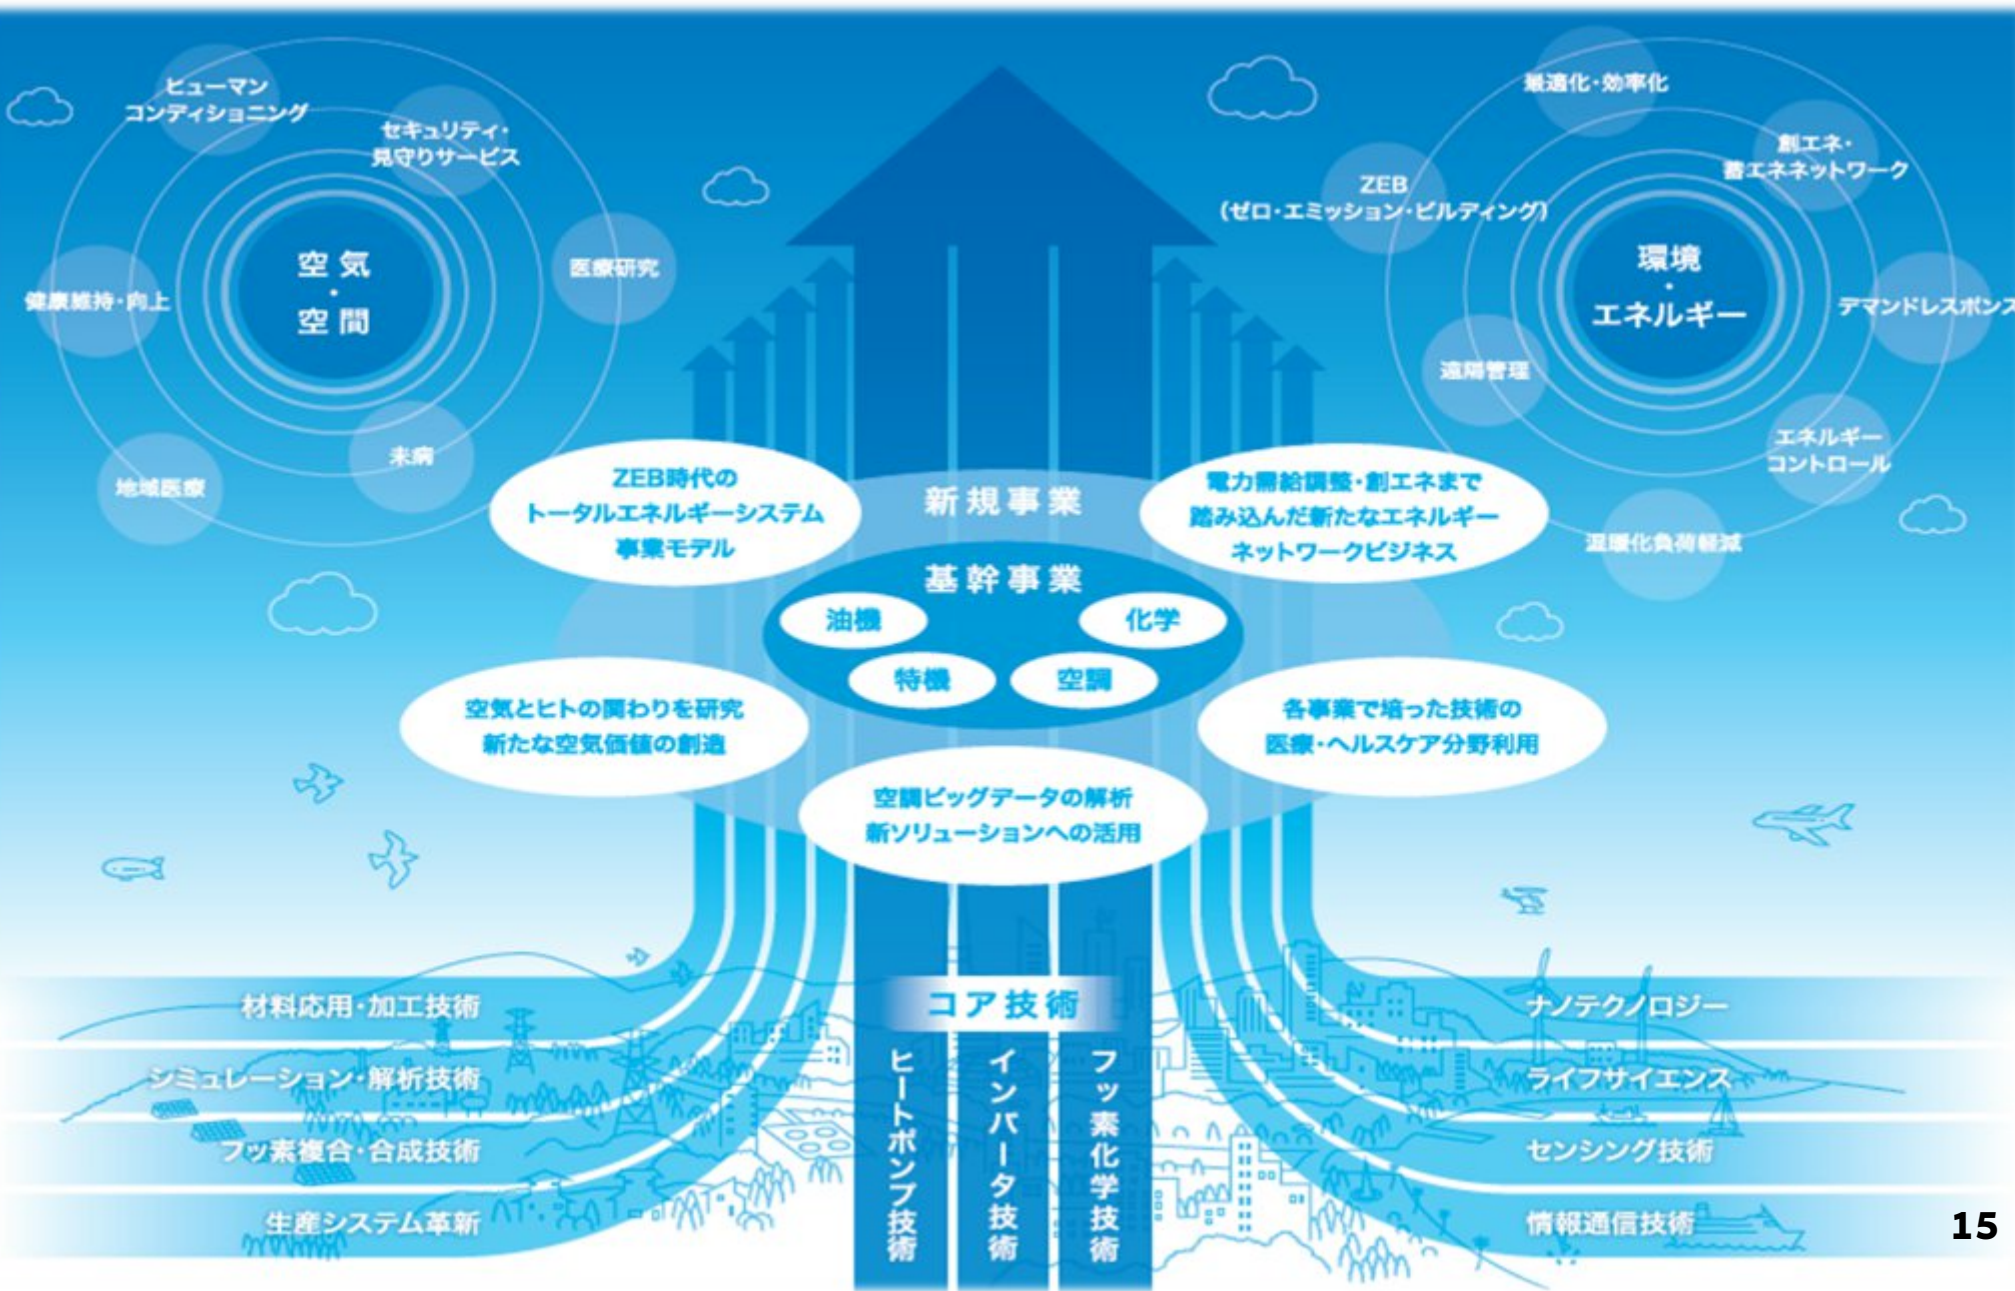 ヒューマン
コンディショニング
セキュリティ・
見守りサービス
医療研究
健康維持・向上
空気
・
空間
未病
地域医療
最適化・効率化
創エネ・
蓄エネネットワーク
ZEB
(ゼロ・エミッション・ビルディング)
環境
・
エネルギー
デマンドレスポンス
遠隔管理
エネルギー
コントロール
温暖化負荷軽減
ZEB時代の
トータルエネルギーシステム
事業モデル
新規事業
電力需給調整・創エネまで
踏み込んだ新たなエネルギー
ネットワークビジネス
基幹事業
油機
化学
特機
空調
空気とヒトの関わりを研究
新たな空気価値の創造
各事業で培った技術の
医療・ヘルスケア分野利用
空調ビッグデータの解析
新ソリューションへの活用
コア技術
ヒートポンプ技術
インバータ技術
フッ素化学技術
材料応用・加工技術
シミュレーション・解析技術
フッ素複合・合成技術
生産システム革新
ナノテクノロジー
ライフサイエンス
センシング技術
情報通信技術
15